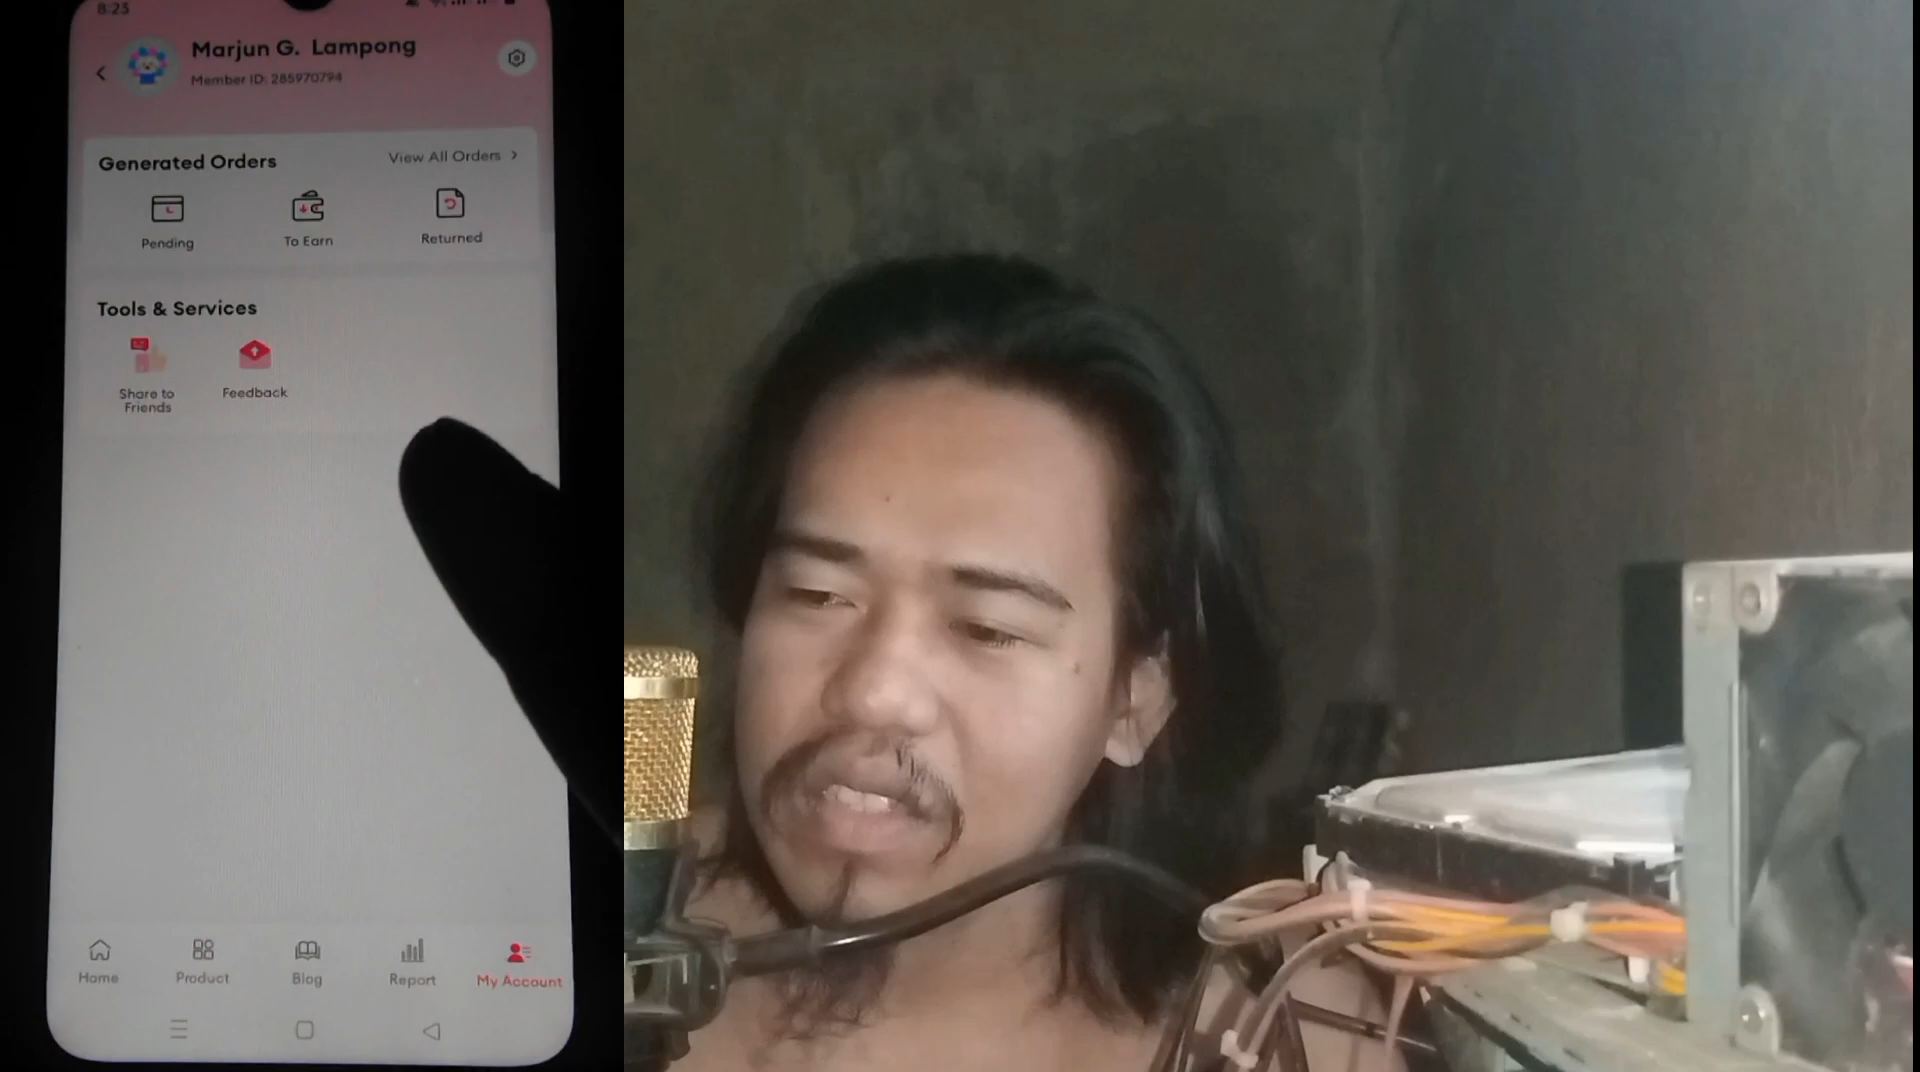 8:25
Marjun G. Lampong
Member ID: 285970794
Generated Orders
View All Orders
Pending
To Earn
Returned
Tools & Services
Share to
Friends
Feedback
Home
Product
Blog
Report
My Account